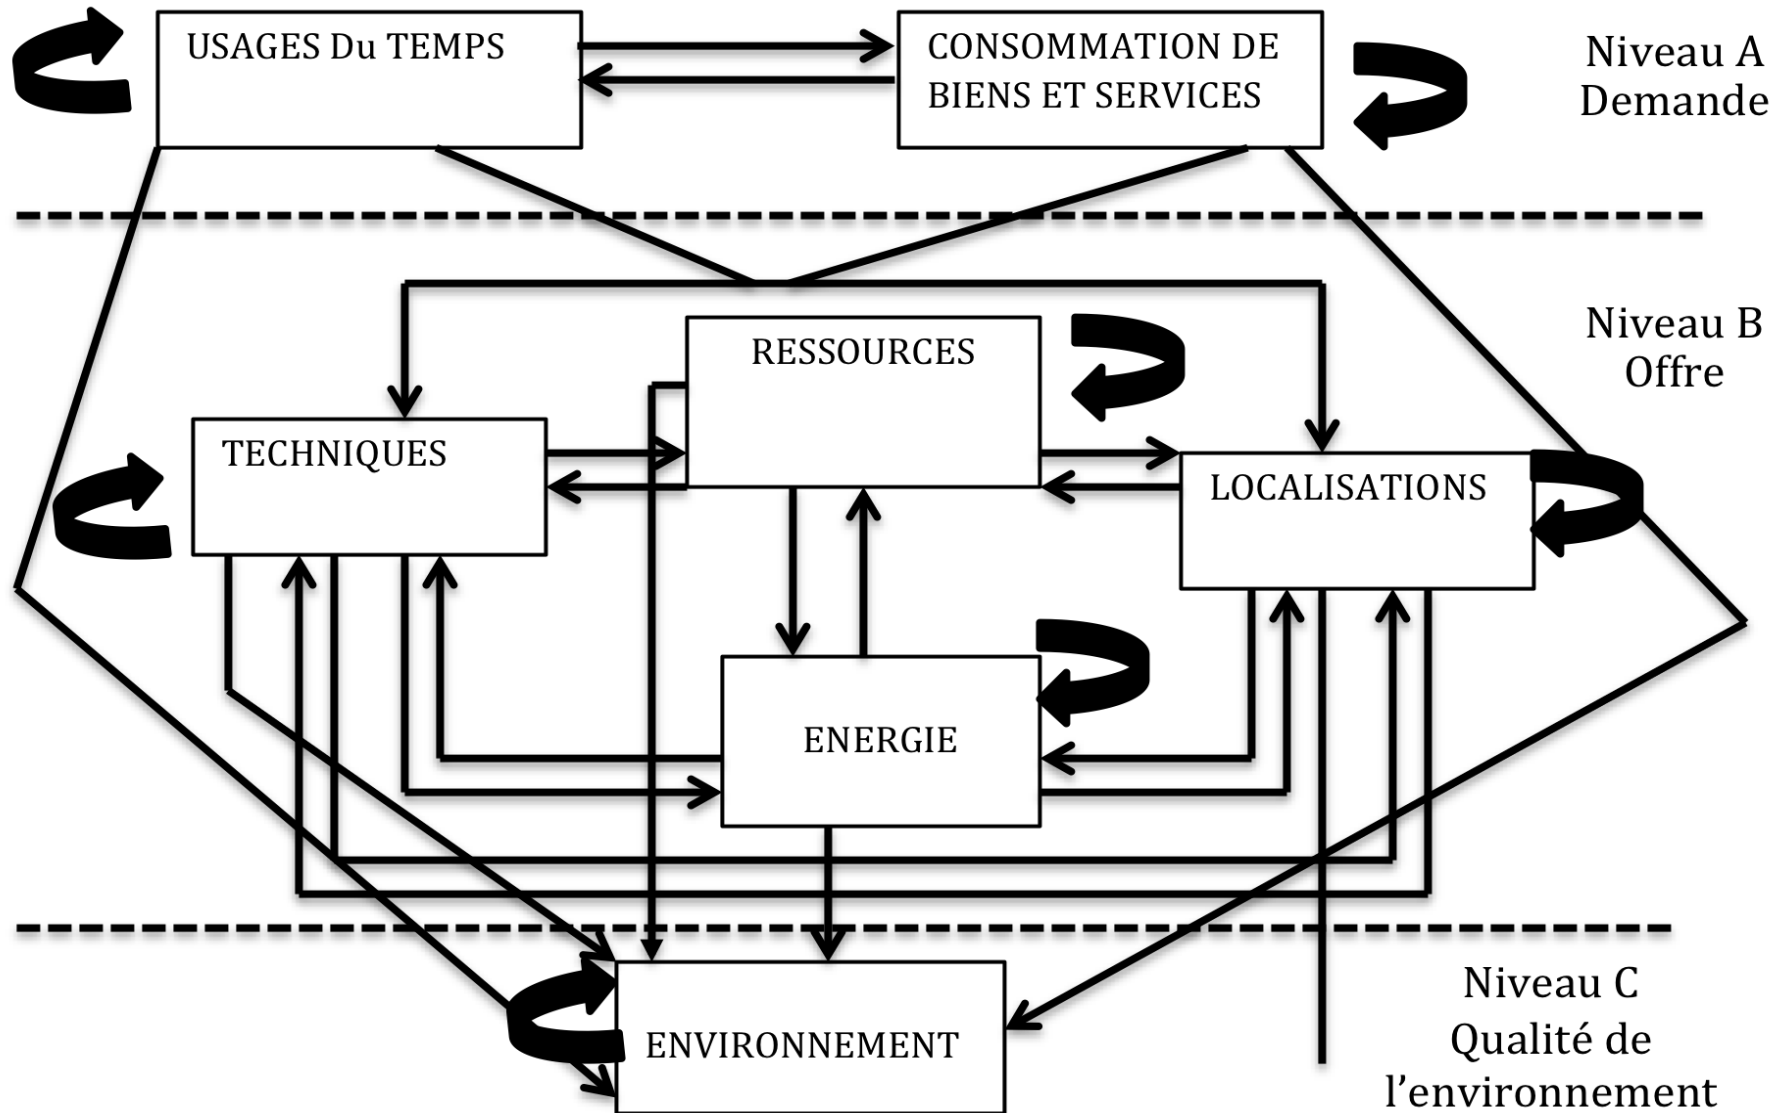 USAGES Du TEMPS
CONSOMMATION DE
BIENS ET SERVICES
Niveau A
Demande
Niveau B
Offre
RESSOURCES
TECHNIQUES
LOCALISATIONS
ENERGIE
Niveau C
Qualité de
l’environnement
ENVIRONNEMENT